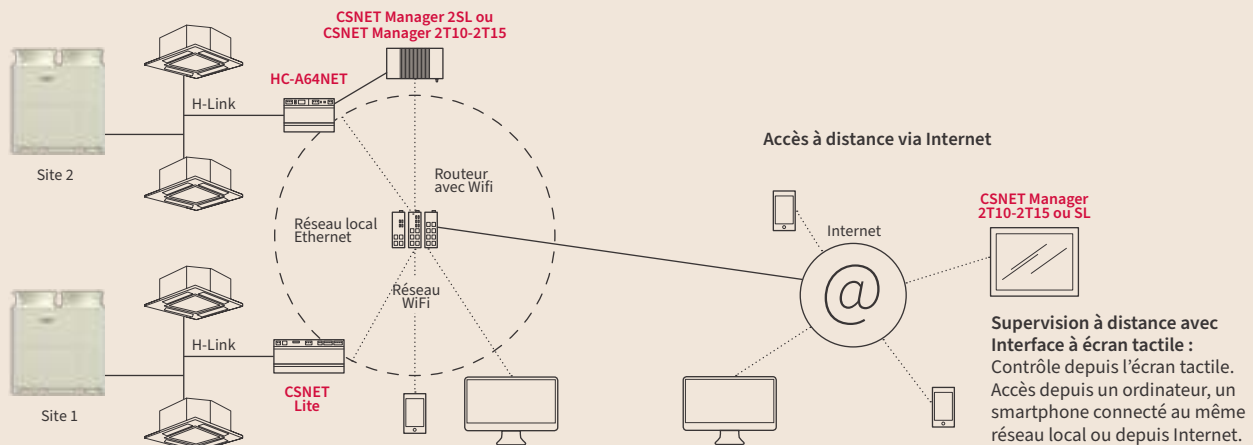 CSNET Manager 2SL ou
CSNET Manager 2T10-2T15
HC-A64NET
H-Link
Site 2
Routeur
avec Wifi
Réseau local
Ethernet
Réseau
WiFi
H-Link
CSNET
Lite
Site 1
Accès à distance via Internet
Internet
@
CSNET Manager
2T10-2T15 ou SL
Supervision à distance avec
Interface à écran tactile :
Contrôle depuis l’écran tactile.
Accès depuis un ordinateur, un
smartphone connecté au même
réseau local ou depuis Internet.